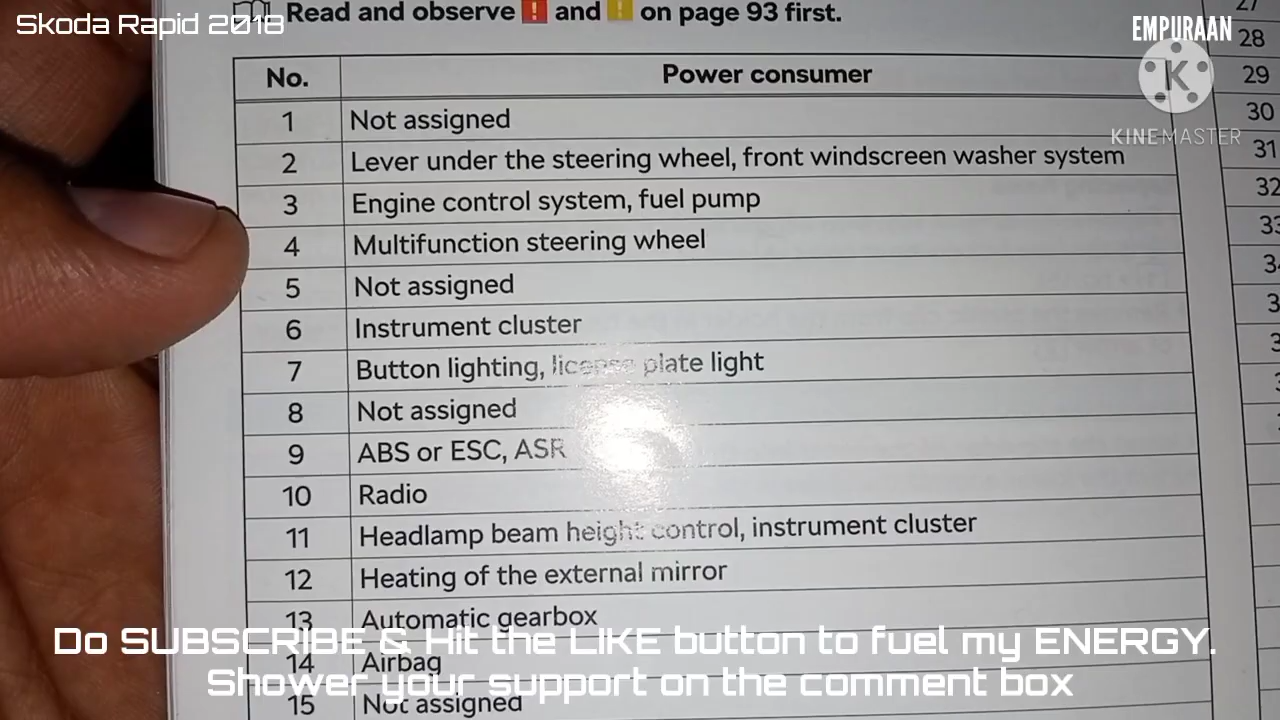 Skoda Rapid 2018
EMPURAAN
K
KINEMASTER
Read and observe ! and ! on page 93 first.
No. Power consumer
1 Not assigned
2 Lever under the steering wheel, front windscreen washer system
3 Engine control system, fuel pump
4 Multifunction steering wheel
5 Not assigned
6 Instrument cluster
7 Button lighting, license plate light
8 Not assigned
9 ABS or ESC, ASR
10 Radio
11 Headlamp beam height control, instrument cluster
12 Heating of the external mirror
13 Automatic gearbox
14 Airbag
15 Not assigned
27
28
29
30
31
32
33
Do SUBSCRIBE & Hit the LIKE button to fuel my ENERGY.
Shower your support on the comment box